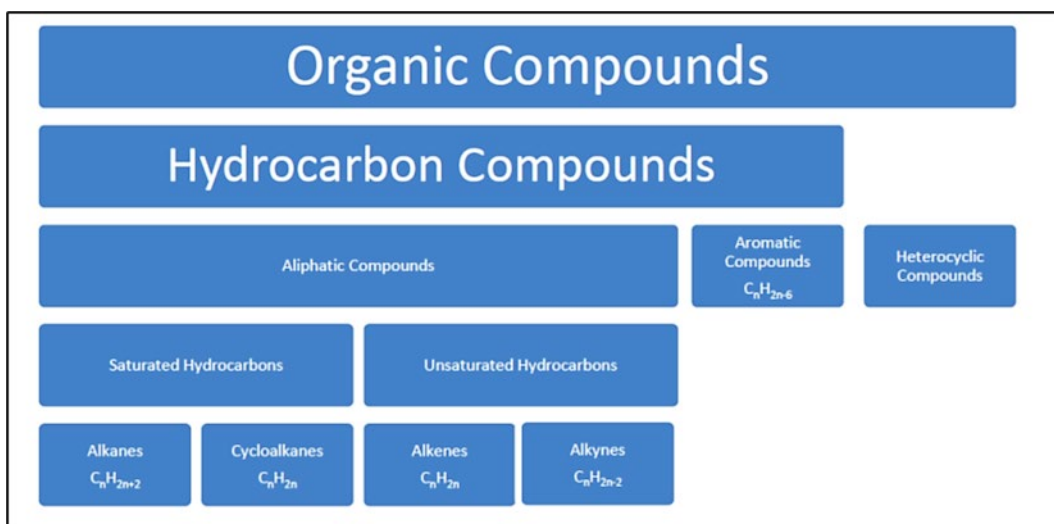 Organic Compounds
Hydrocarbon Compounds
Aliphatic Compounds
Aromatic
Compounds
CₙH₂ₙ₋₆
Heterocyclic
Compounds
Saturated Hydrocarbons
Unsaturated Hydrocarbons
Alkanes
CₙH₂ₙ₊₂
Cycloalkanes
CₙH₂ₙ
Alkenes
CₙH₂ₙ
Alkynes
CₙH₂ₙ₋₂